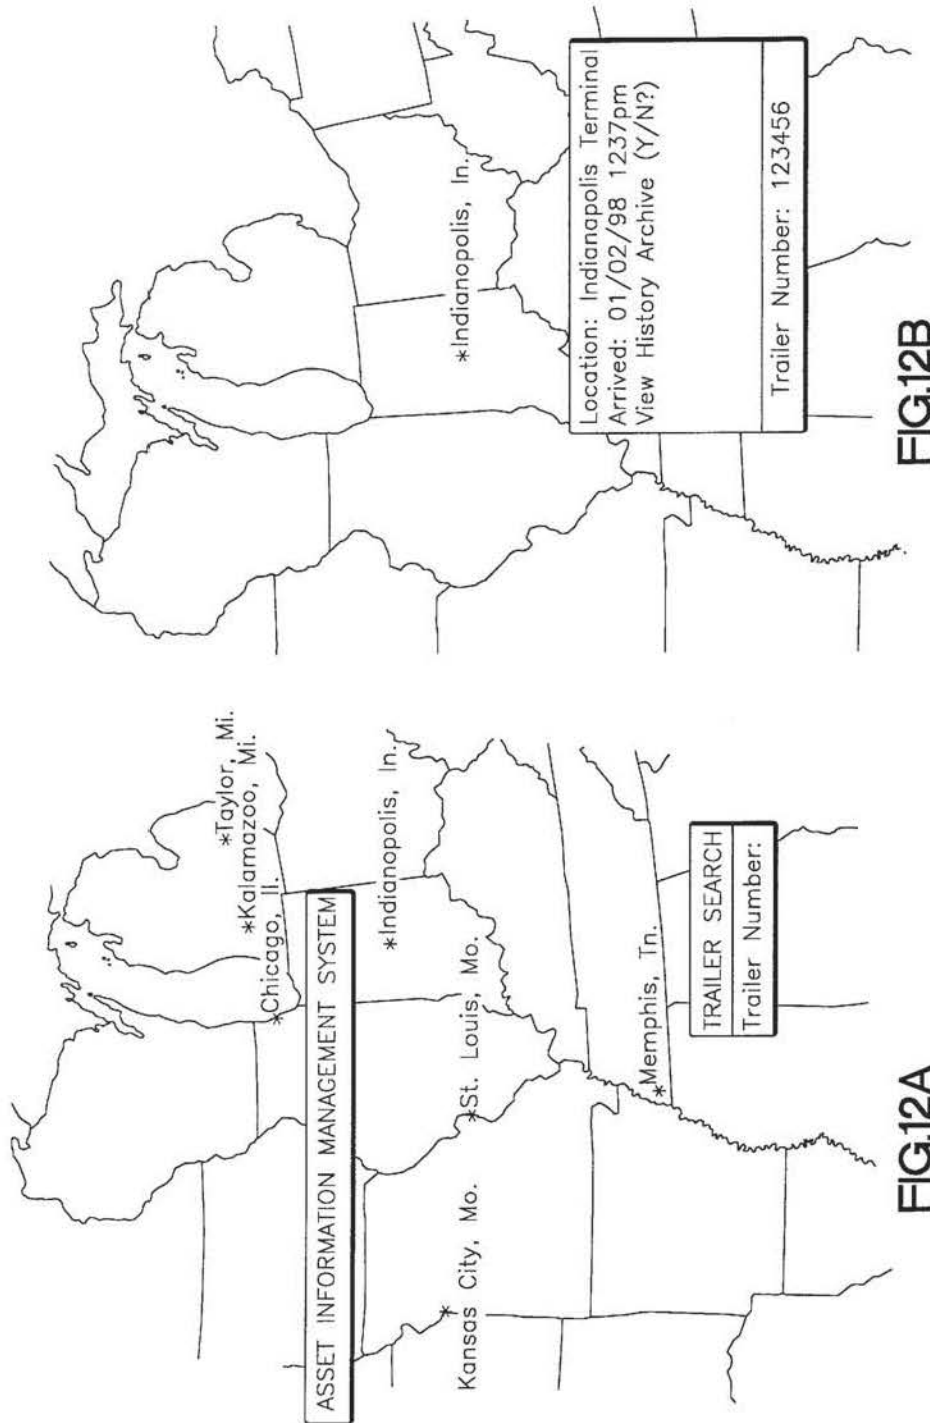 ASSET INFORMATION MANAGEMENT SYSTEM
*Taylor, Mi.
*Kalamazoo, Mi.
*Chicago, Il.
*Indianopolis, In.
*St. Louis, Mo.
*
Kansas City, Mo.
*Memphis, Tn.
TRAILER SEARCH
Trailer Number:
FIG.12A
*Indianopolis, In.
Location: Indianapolis Terminal
Arrived: 01/02/98 1237pm
View History Archive (Y/N?)
Trailer Number: 123456
FIG.12B